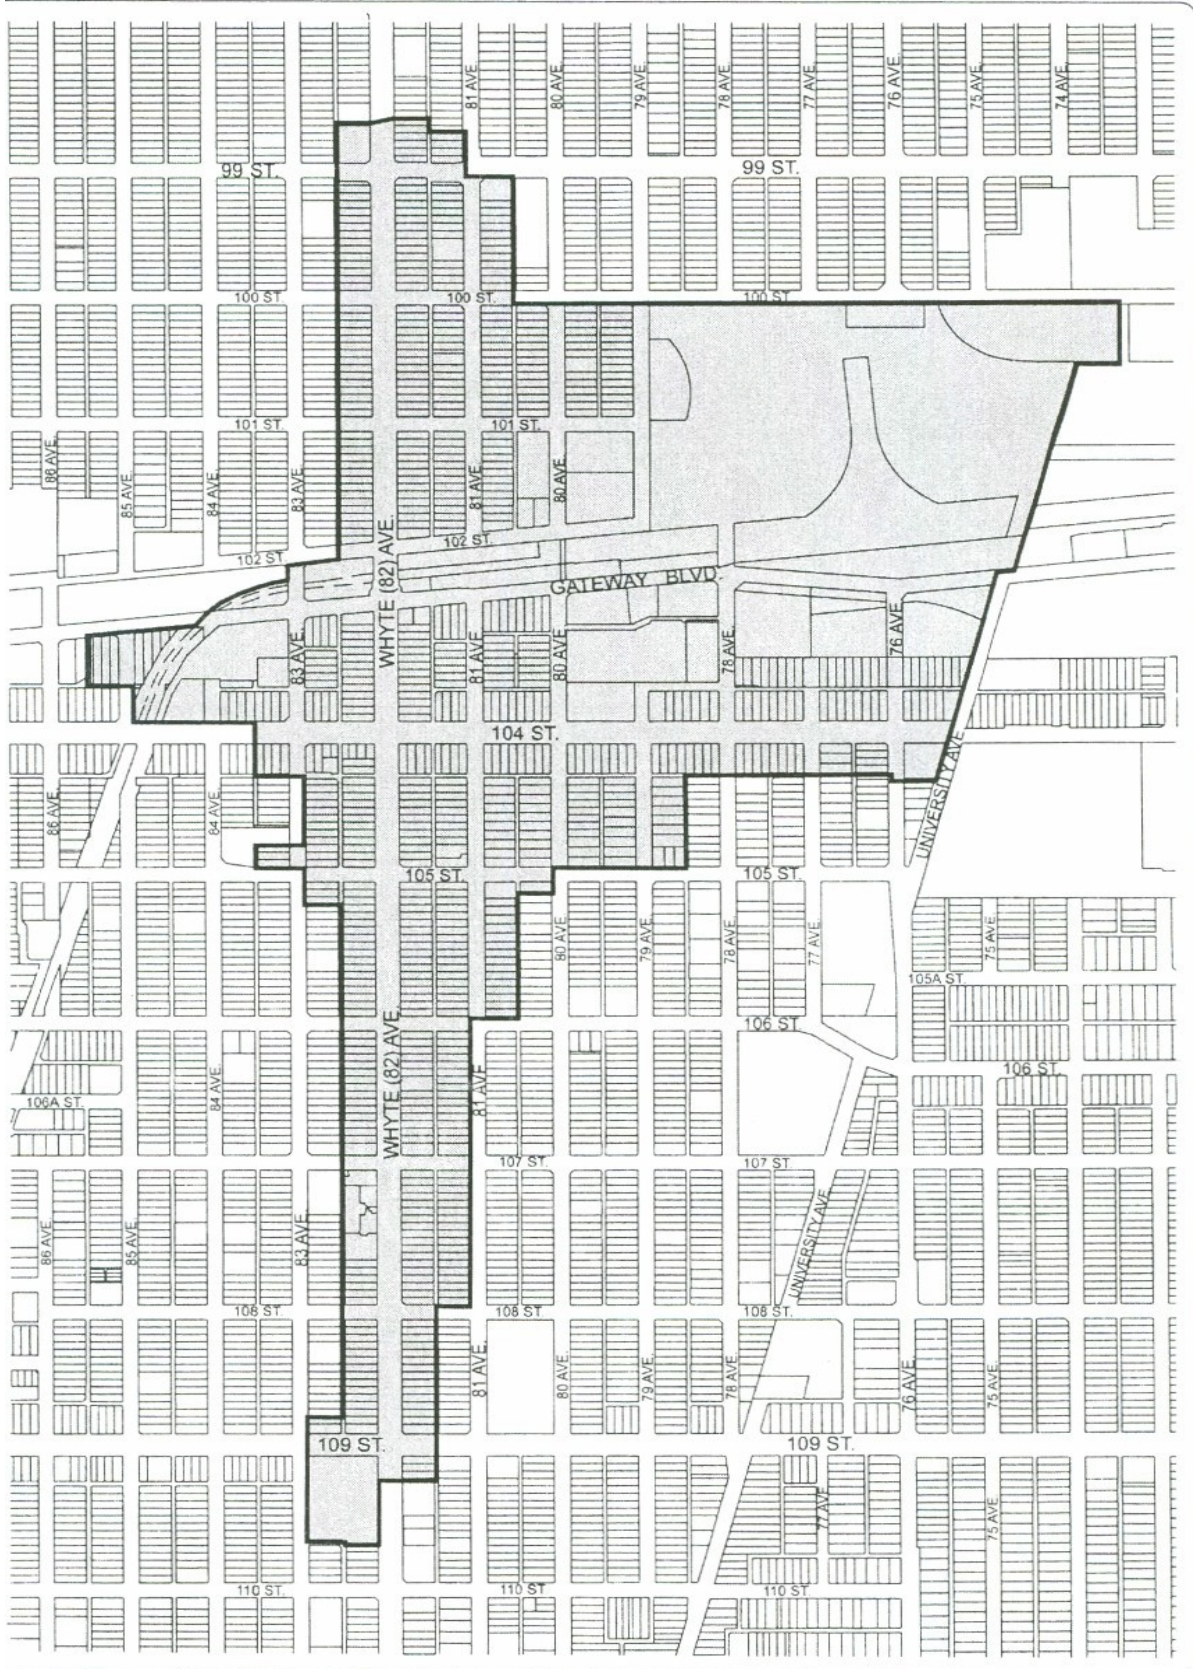 81 AVE.
80 AVE.
79 AVE.
78 AVE.
77 AVE.
76 AVE.
75 AVE.
74 AVE.
99 ST.
99 ST.
100 ST.
100 ST.
100 ST
101 ST.
101 ST.
86 AVE.
85 AVE.
84 AVE.
83 AVE.
81 AVE.
80 AVE.
WHYTE (82) AVE.
102 ST
102 ST.
GATEWAY BLVD.
83 AVE.
81 AVE.
80 AVE.
78 AVE.
76 AVE.
104 ST.
UNIVERSITY AVE
86 AVE.
84 AVE.
105 ST.
105 ST.
80 AVE.
79 AVE.
78 AVE.
77 AVE.
75 AVE.
105A ST.
WHYTE (82) AVE.
106 ST
106 ST.
84 AVE.
81 AVE
106A ST.
107 ST.
107 ST.
86 AVE.
85 AVE.
83 AVE.
UNIVERSITY AVE
108 ST.
108 ST.
108 ST.
81 AVE.
80 AVE.
79 AVE.
78 AVE.
76 AVE.
75 AVE.
109 ST.
109 ST.
77 AVE
75 AVE
110 ST.
110 ST.
110 ST.